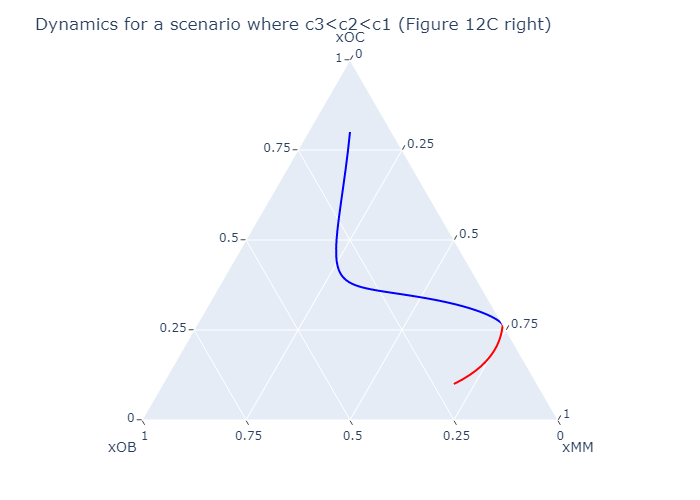 Dynamics for a scenario where c3<c2<c1 (Figure 12C right)
xOC
1 0
0.75 0.25
0.5 0.5
0.25 0.75
0 1
1 0.75 0.5 0.25 0
xOB xMM